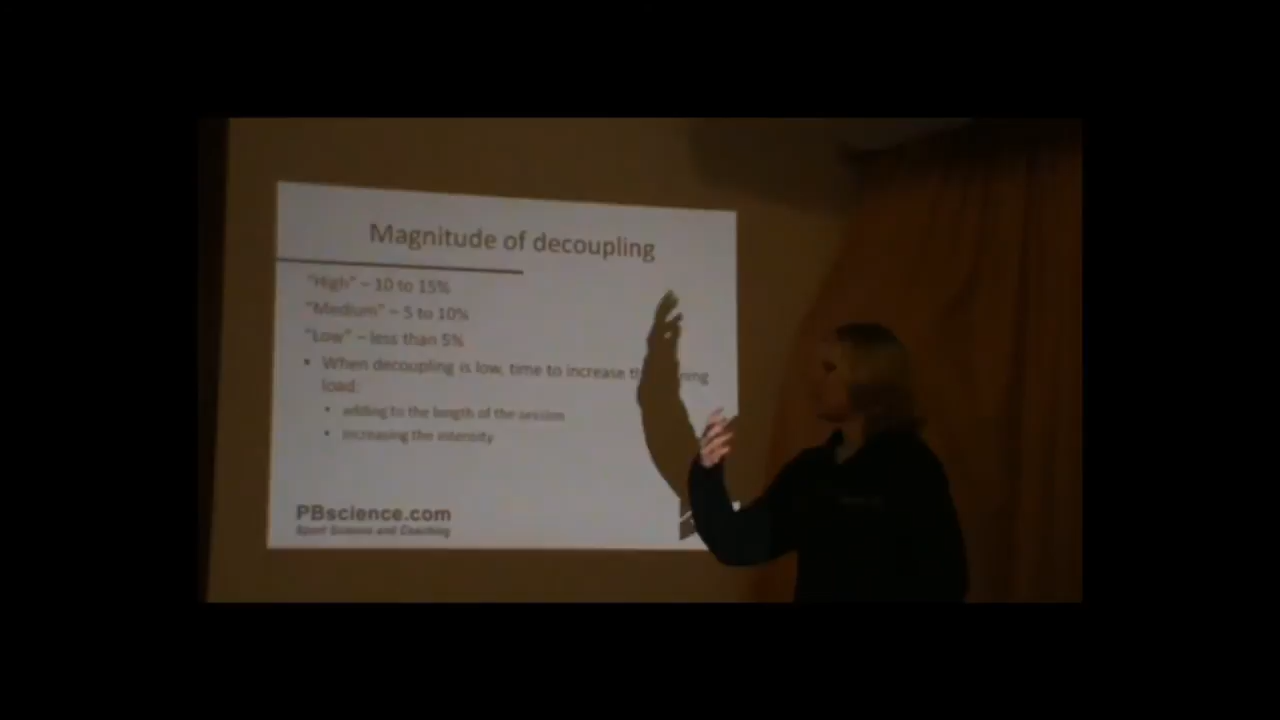 Magnitude of decoupling
"High" – 10 to 15%
"Medium" – 5 to 10%
"Low" – less than 5%
• When decoupling is low, time to increase
load:
• adding to the length of the session
• increasing the intensity
PBscience.com
Sport Science and Coaching